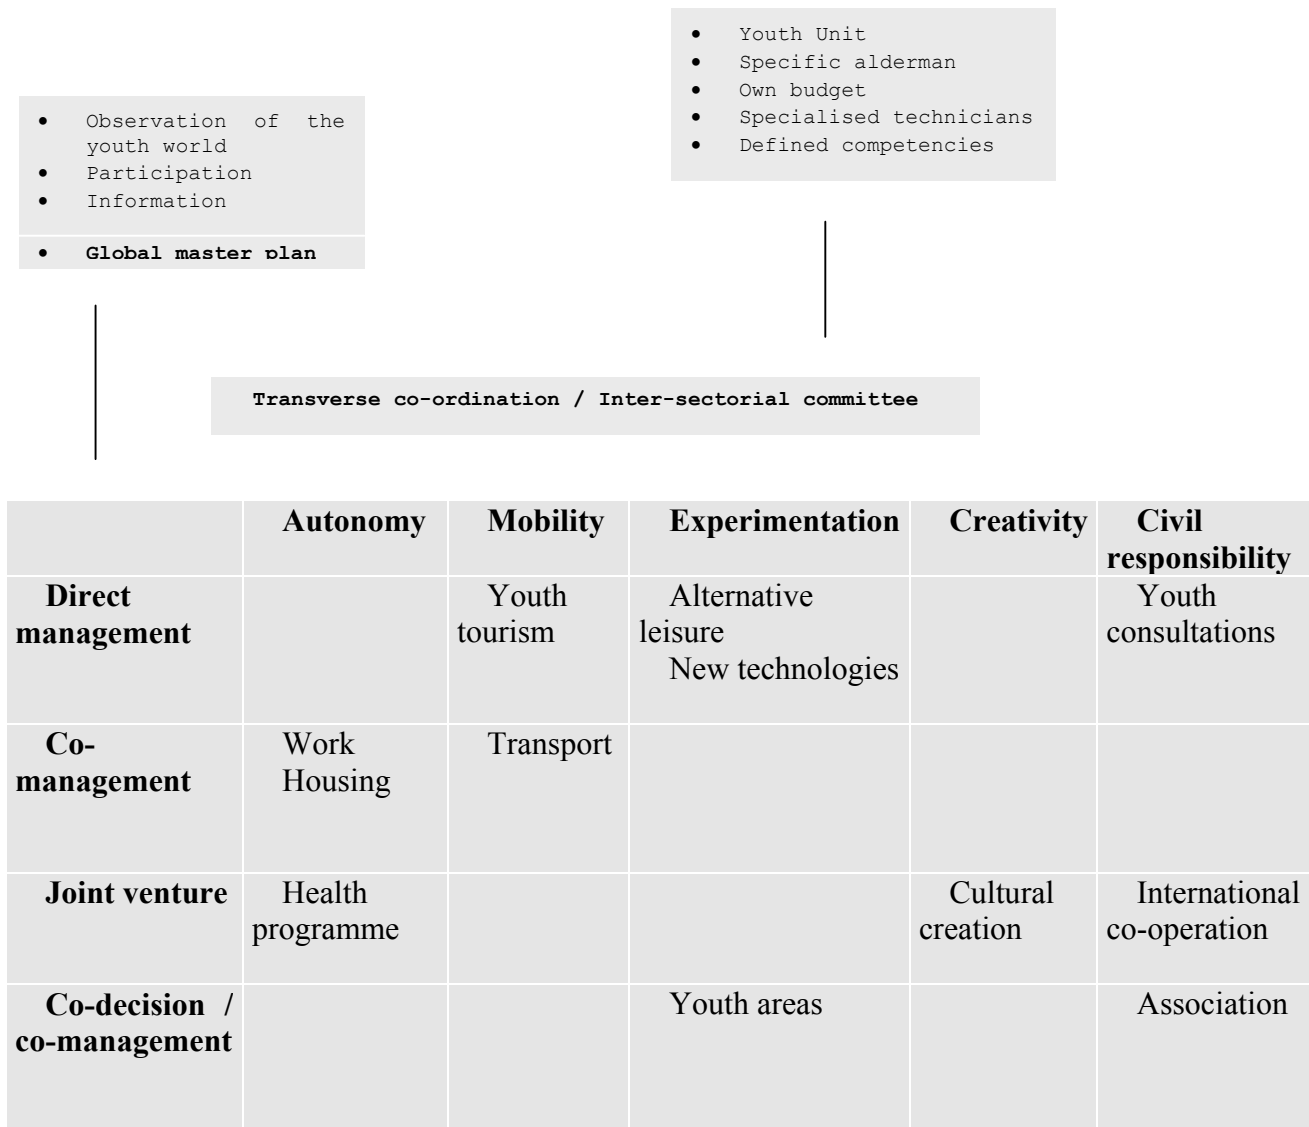 • Youth Unit
• Specific alderman
• Own budget
• Specialised technicians
• Defined competencies
• Observation of the
youth world
• Participation
• Information
• Global master plan
Transverse co-ordination / Inter-sectorial committee
Autonomy Mobility Experimentation Creativity Civil
responsibility
Direct
management
Youth
tourism
Alternative
leisure
New technologies
Youth
consultations
Co-
management
Work
Housing
Transport
Joint venture
Health
programme
Cultural
creation
International
co-operation
Co-decision /
co-management
Youth areas
Association